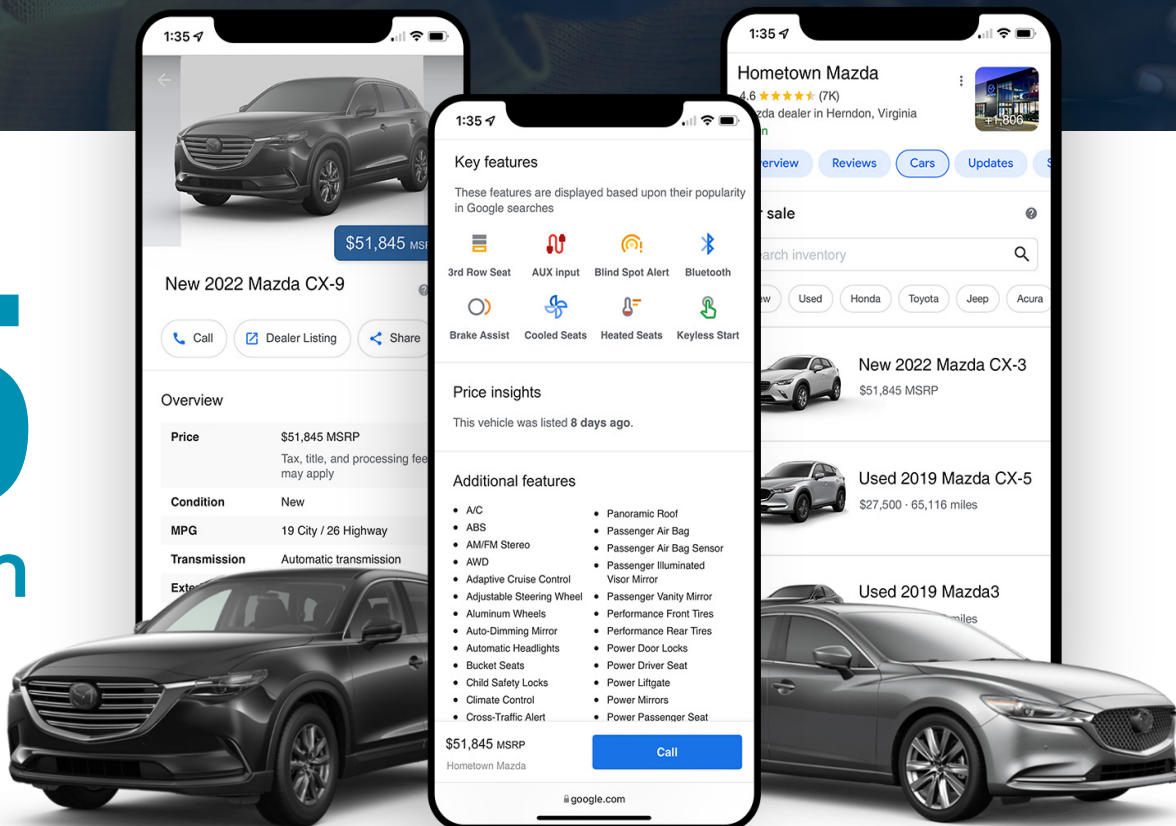 1:35
$51,845 MSRP
New 2022 Mazda CX-9
Call
Dealer Listing
Share
Overview
Price
$51,845 MSRP
Tax, title, and processing fee
may apply
Condition
New
MPG
19 City / 26 Highway
Transmission
Automatic transmission
1:35
Key features
These features are displayed based upon their popularity
in Google searches
3rd Row Seat
AUX input
Blind Spot Alert
Bluetooth
Brake Assist
Cooled Seats
Heated Seats
Keyless Start
Price insights
This vehicle was listed 8 days ago.
Additional features
A/C
ABS
AM/FM Stereo
AWD
Adaptive Cruise Control
Adjustable Steering Wheel
Aluminum Wheels
Auto-Dimming Mirror
Automatic Headlights
Bucket Seats
Child Safety Locks
Climate Control
Cross-Traffic Alert
Panoramic Roof
Passenger Air Bag
Passenger Air Bag Sensor
Passenger Illuminated
Visor Mirror
Passenger Vanity Mirror
Performance Front Tires
Performance Rear Tires
Power Door Locks
Power Driver Seat
Power Liftgate
Power Mirrors
Power Passenger Seat
$51,845 MSRP
Hometown Mazda
Call
google.com
1:35
Hometown Mazda
4.6 (7K)
dealer in Herndon, Virginia
+1,806
Reviews
Cars
Updates
sale
inventory
Used
Honda
Toyota
Jeep
Acura
New 2022 Mazda CX-3
$51,845 MSRP
Used 2019 Mazda CX-5
$27,500 · 65,116 miles
Used 2019 Mazda3
miles